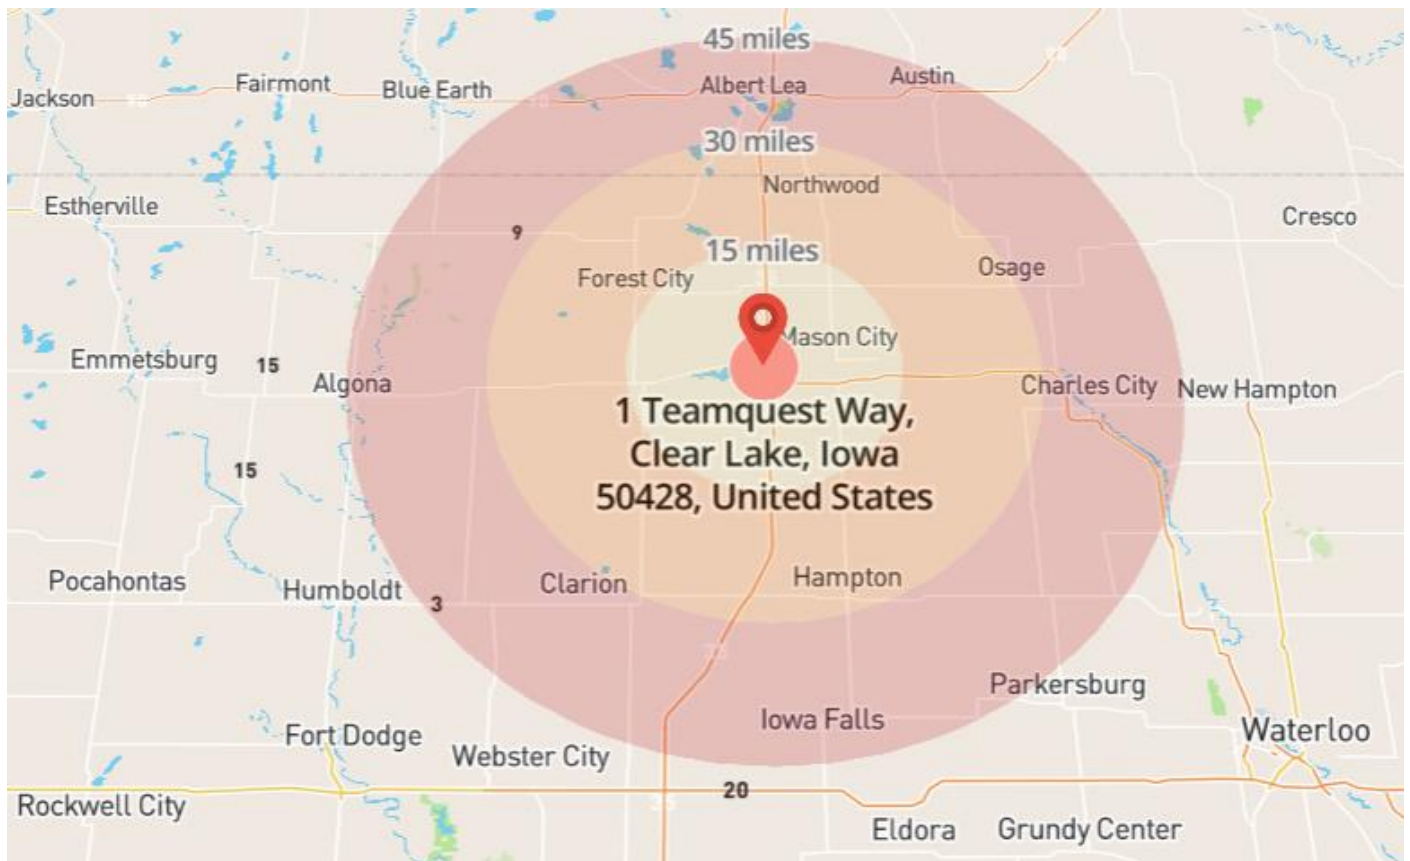 45 miles
Austin
Fairmont
Albert Lea
Blue Earth
Jackson
90
30 miles
Northwood
Estherville
Cresco
9
15 miles
Osage
Forest City
Mason City
Emmetsburg
15
Algona
Charles City
New Hampton
1 Teamquest Way,
Clear Lake, Iowa
50428, United States
15
Pocahontas
Humboldt
Clarion
Hampton
3
35
Parkersburg
Iowa Falls
Waterloo
Fort Dodge
Webster City
20
35
Rockwell City
Eldora
Grundy Center